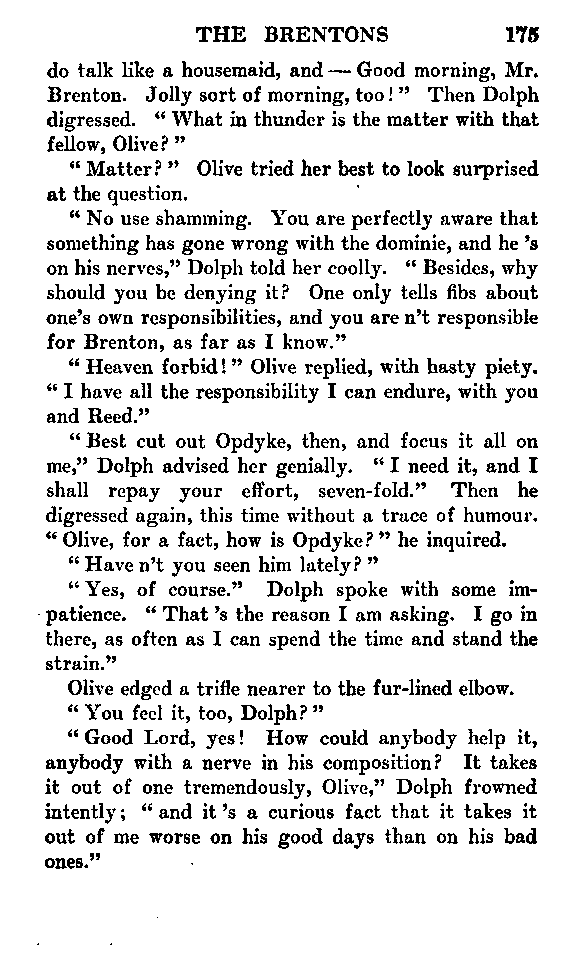 THE BRENTONS 175
do talk like a housemaid, and — Good morning, Mr.
Brenton. Jolly sort of morning, too!" Then Dolph
digressed. "What in thunder is the matter with that
fellow, Olive?"
"Matter?" Olive tried her best to look surprised
at the question.
"No use shamming. You are perfectly aware that
something has gone wrong with the dominie, and he 's
on his nerves," Dolph told her coolly. "Besides, why
should you be denying it? One only tells fibs about
one's own responsibilities, and you are n't responsible
for Brenton, as far as I know."
"Heaven forbid!" Olive replied, with hasty piety.
"I have all the responsibility I can endure, with you
and Reed."
"Best cut out Opdyke, then, and focus it all on
me," Dolph advised her genially. "I need it, and I
shall repay your effort, seven-fold." Then he
digressed again, this time without a trace of humour.
"Olive, for a fact, how is Opdyke?" he inquired.
"Have n't you seen him lately?"
"Yes, of course." Dolph spoke with some im-
patience. "That 's the reason I am asking. I go in
there, as often as I can spend the time and stand the
strain."
Olive edged a trifle nearer to the fur-lined elbow.
"You feel it, too, Dolph?"
"Good Lord, yes! How could anybody help it,
anybody with a nerve in his composition? It takes
it out of one tremendously, Olive," Dolph frowned
intently; "and it 's a curious fact that it takes it
out of me worse on his good days than on his bad
ones."